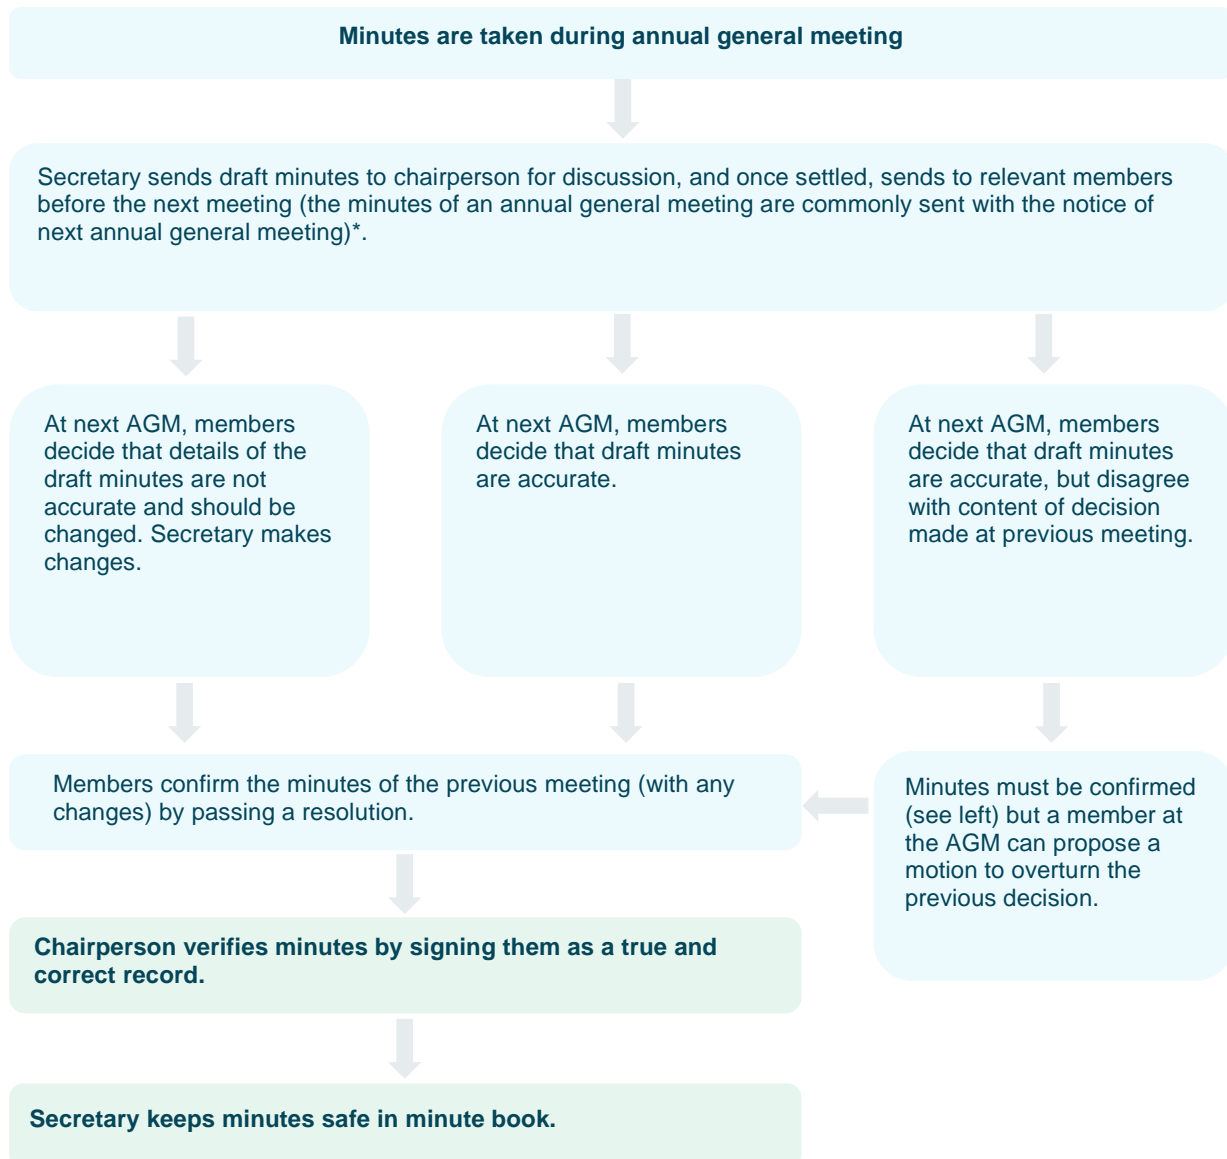 Minutes are taken during annual general meeting
Secretary sends draft minutes to chairperson for discussion, and once settled, sends to relevant members
before the next meeting (the minutes of an annual general meeting are commonly sent with the notice of
next annual general meeting)*.
At next AGM, members
decide that details of the
draft minutes are not
accurate and should be
changed. Secretary makes
changes.
At next AGM, members
decide that draft minutes
are accurate.
At next AGM, members
decide that draft minutes
are accurate, but disagree
with content of decision
made at previous meeting.
Members confirm the minutes of the previous meeting (with any
changes) by passing a resolution.
Minutes must be confirmed
(see left) but a member at
the AGM can propose a
motion to overturn the
previous decision.
Chairperson verifies minutes by signing them as a true and
correct record.
Secretary keeps minutes safe in minute book.